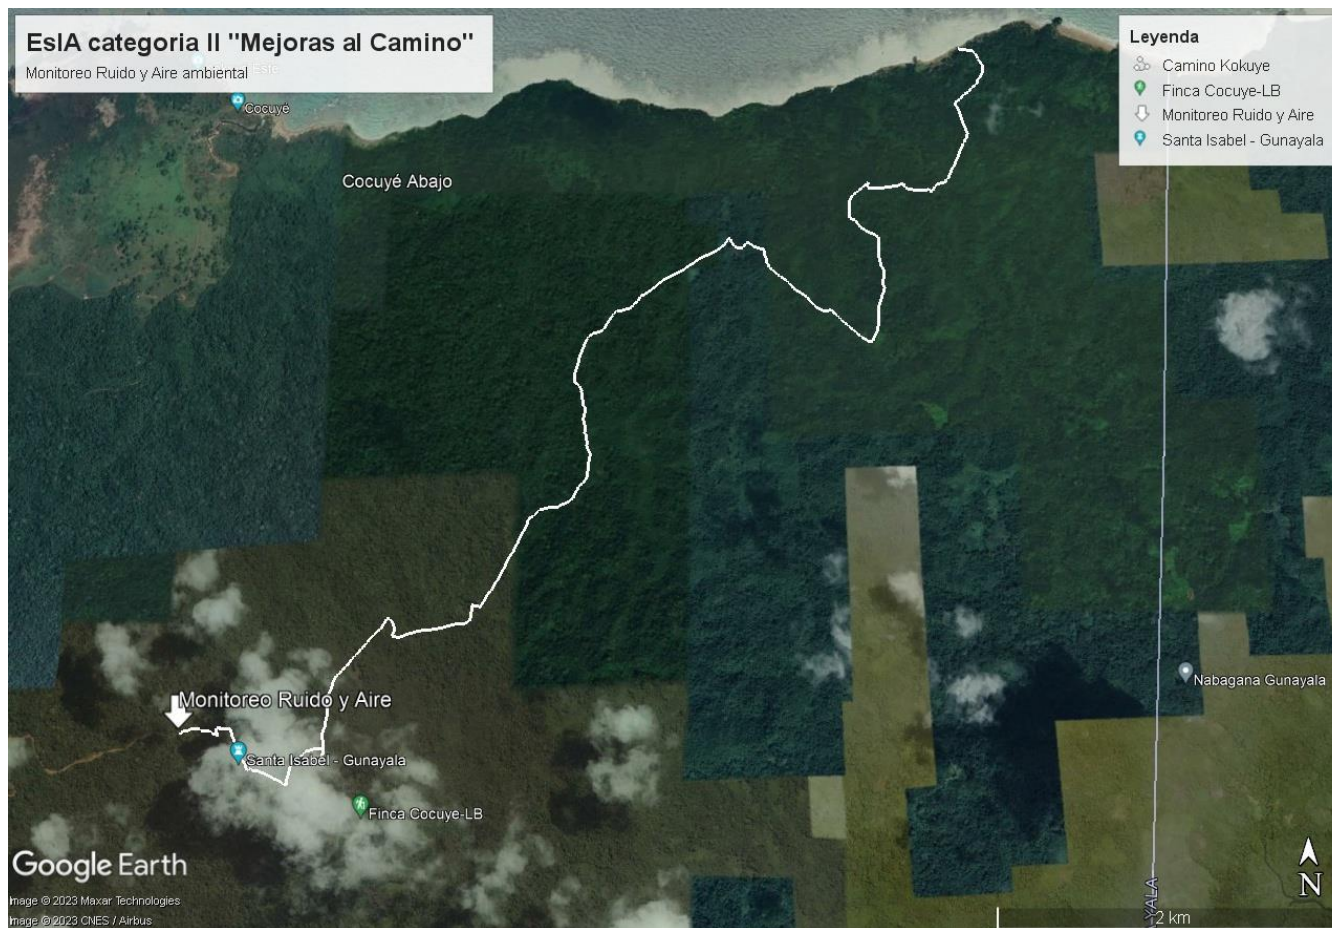 EsIA categoria II "Mejoras al Camino"
Monitoreo Ruido y Aire ambiental
Leyenda
Camino Kokuye
Finca Cocuye-LB
Monitoreo Ruido y Aire
Santa Isabel - Gunayala
Cocuyé
Cocuyé Abajo
Nabagana Gunayala
Monitoreo Ruido y Aire
Santa Isabel - Gunayala
Finca Cocuye-LB
Google Earth
Image © 2023 Maxar Technologies
Image © 2023 CNES / Airbus
N
2 km